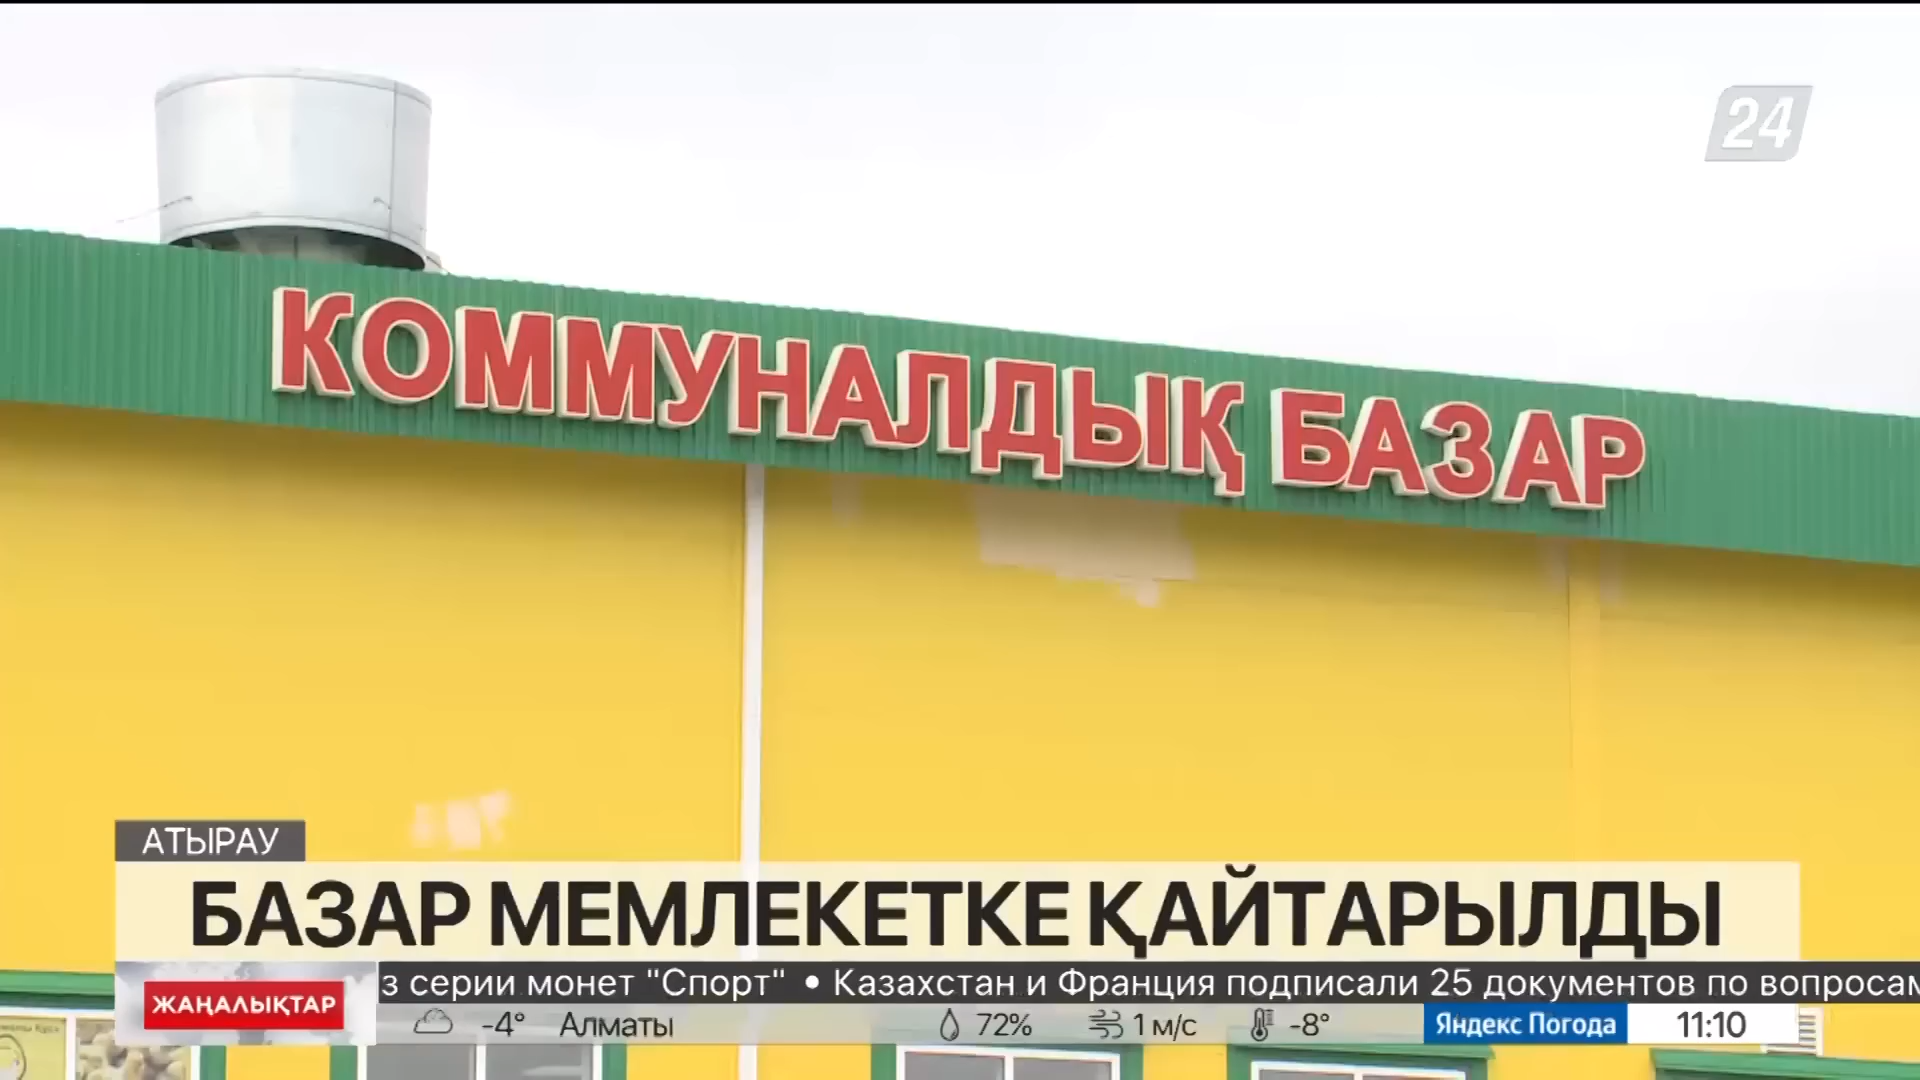 24
КОММУНАЛДЫҚ БАЗАР
АТЫРАУ
БАЗАР МЕМЛЕКЕТКЕ ҚАЙТАРЫЛДЫ
ЖАҢАЛЫҚТАР
з серии монет "Спорт" • Казахстан и Франция подписали 25 документов по вопросам
-4° Алматы 72% 1 м/с -8° Яндекс Погода 11:10